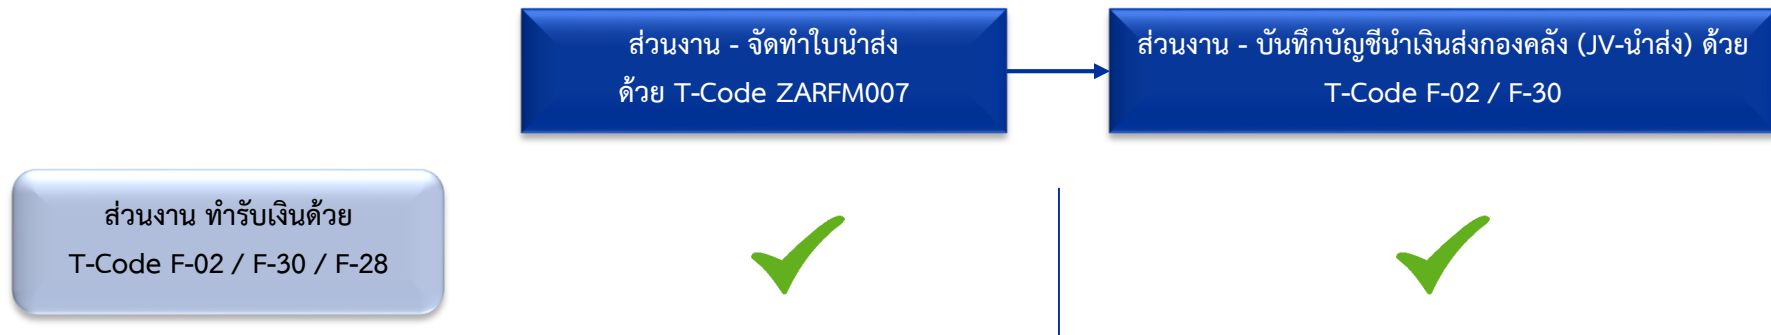 ส่วนงาน - จัดทำใบนำส่ง
ด้วย T-Code ZARFM007
ส่วนงาน - บันทึกบัญชีนำเงินส่งกองคลัง (JV-นำส่ง) ด้วย
T-Code F-02 / F-30
ส่วนงาน ทำรับเงินด้วย
T-Code F-02 / F-30 / F-28